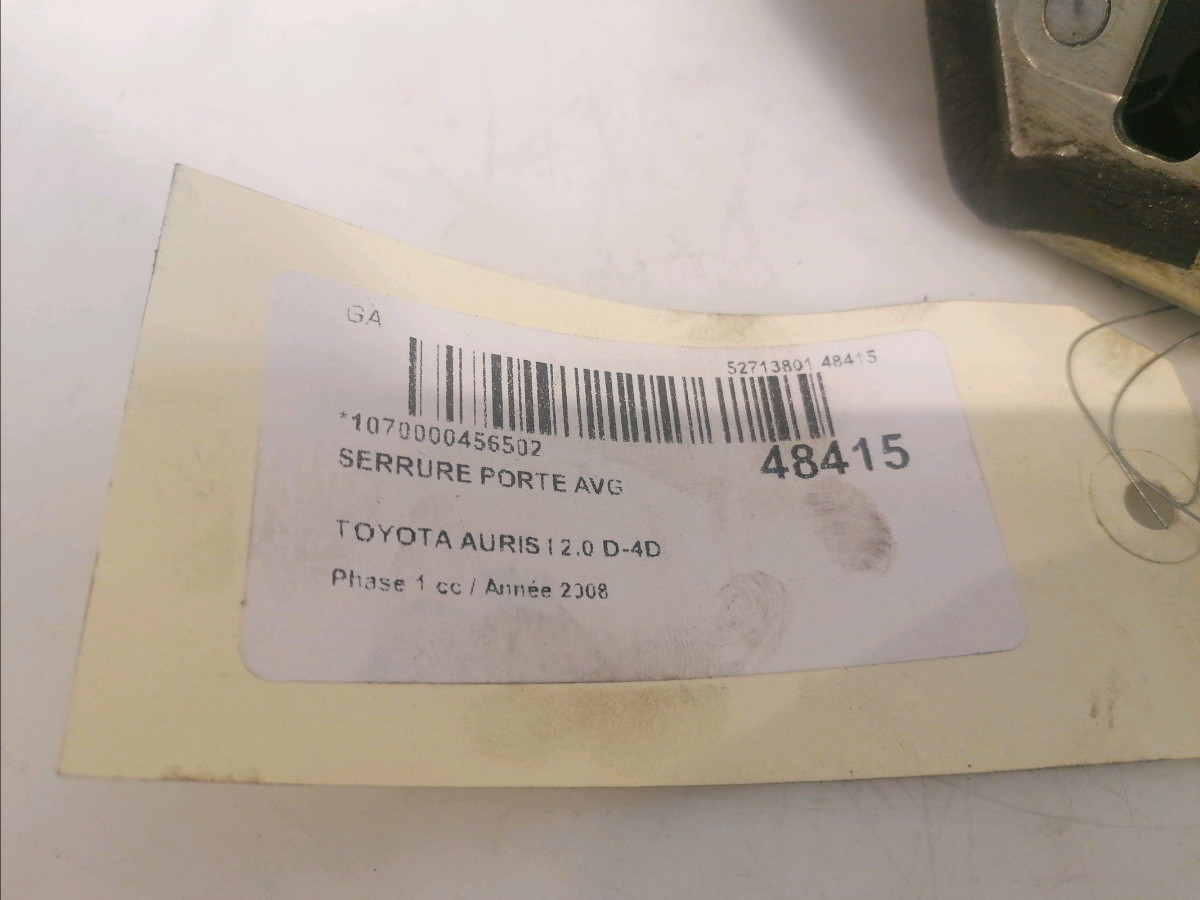 GA
52713801 48415
*1070000456502
48415
SERRURE PORTE AVG
TOYOTA AURIS I 2.0 D-4D
Phase 1 cc / Année 2008